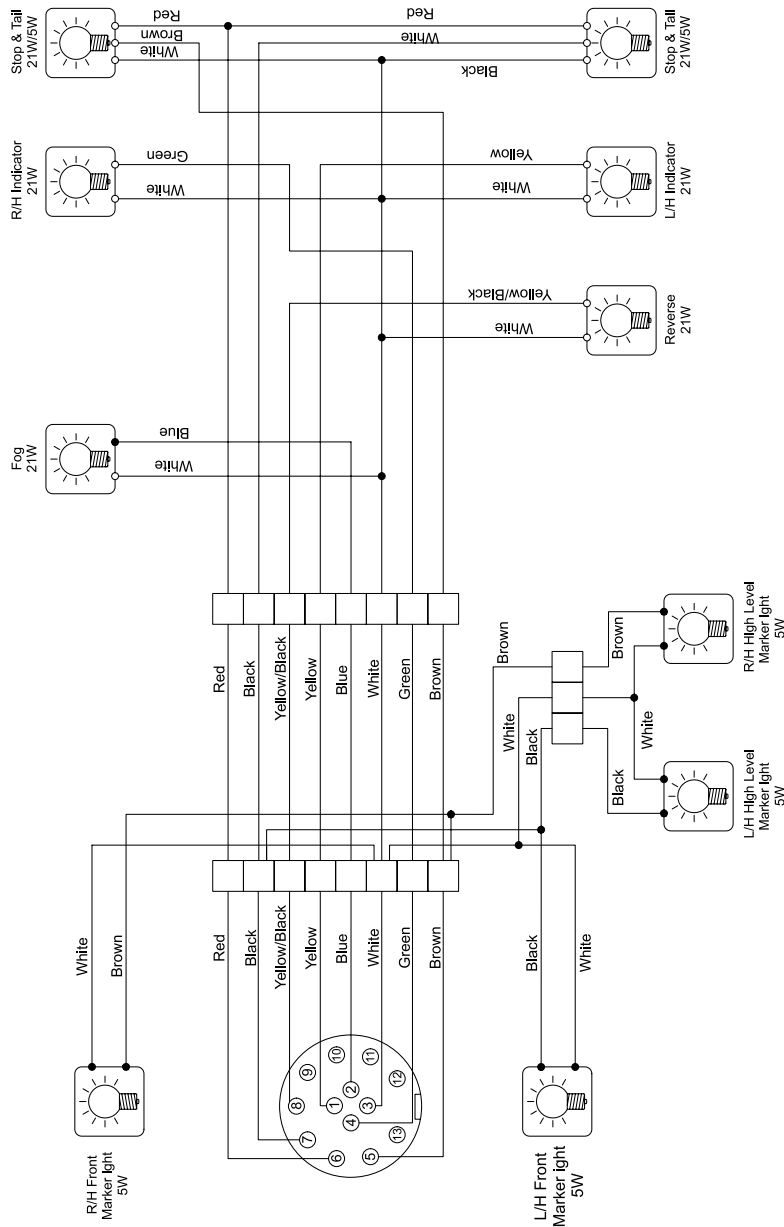 Stop & Tail
21W/5W
Red
Brown
White
Red
White
Black
Stop & Tail
21W/5W
R/H Indicator
21W
Green
White
Yellow
White
L/H Indicator
21W
Yellow/Black
White
Reverse
21W
Fog
21W
Blue
White
Red
Black
Yellow/Black
Yellow
Blue
White
Green
Brown
Brown
White
Black
Brown
White
Black
R/H HIgh Level
Marker Ight
5W
L/H HIgh Level
Marker Ight
5W
White
Brown
Red
Black
Yellow/Black
Yellow
Blue
White
Green
Brown
Black
White
R/H Front
Marker Ight
5W
1
2
3
4
5
6
7
8
9
10
11
12
13
L/H Front
Marker ight
5W